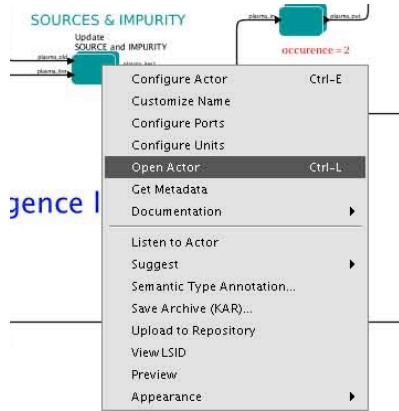 SOURCES & IMPURITY
Update
SOURCE and IMPURITY
plasma_old
plasma_out
occurence = 2
Configure Actor Ctrl-E
Customize Name
Configure Ports
Configure Units
Open Actor Ctrl-L
Get Metadata
Documentation
gence l
Listen to Actor
Suggest
Semantic Type Annotation...
Save Archive (KAR)...
Upload to Repository
View LSID
Preview
Appearance